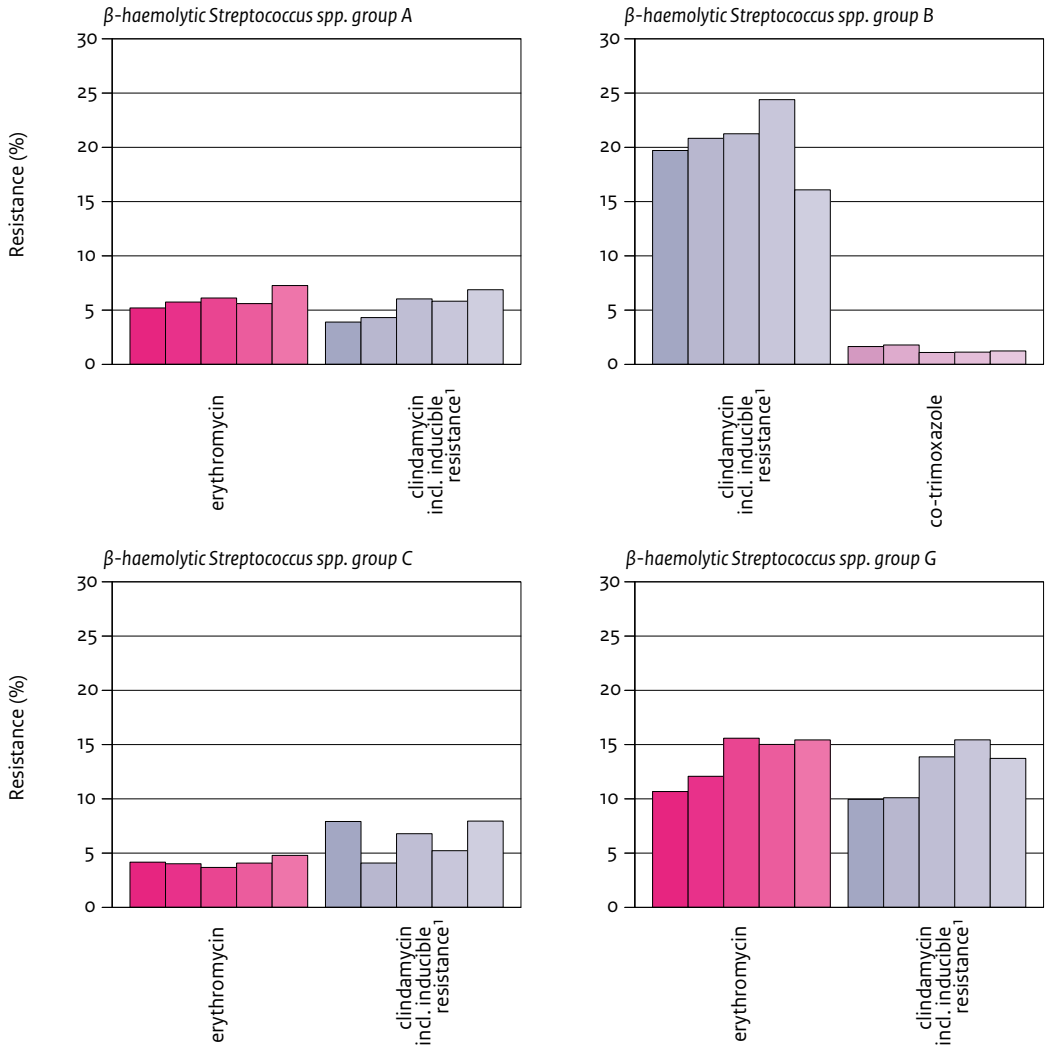 β-haemolytic Streptococcus spp. group A
Resistance (%)
30
25
20
15
10
5
0
erythromycin
clindamycin
incl. inducible
resistance¹
β-haemolytic Streptococcus spp. group B
30
25
20
15
10
5
0
clindamycin
incl. inducible
resistance¹
co-trimoxazole
β-haemolytic Streptococcus spp. group C
Resistance (%)
30
25
20
15
10
5
0
erythromycin
clindamycin
incl. inducible
resistance¹
β-haemolytic Streptococcus spp. group G
30
25
20
15
10
5
0
erythromycin
clindamycin
incl. inducible
resistance¹